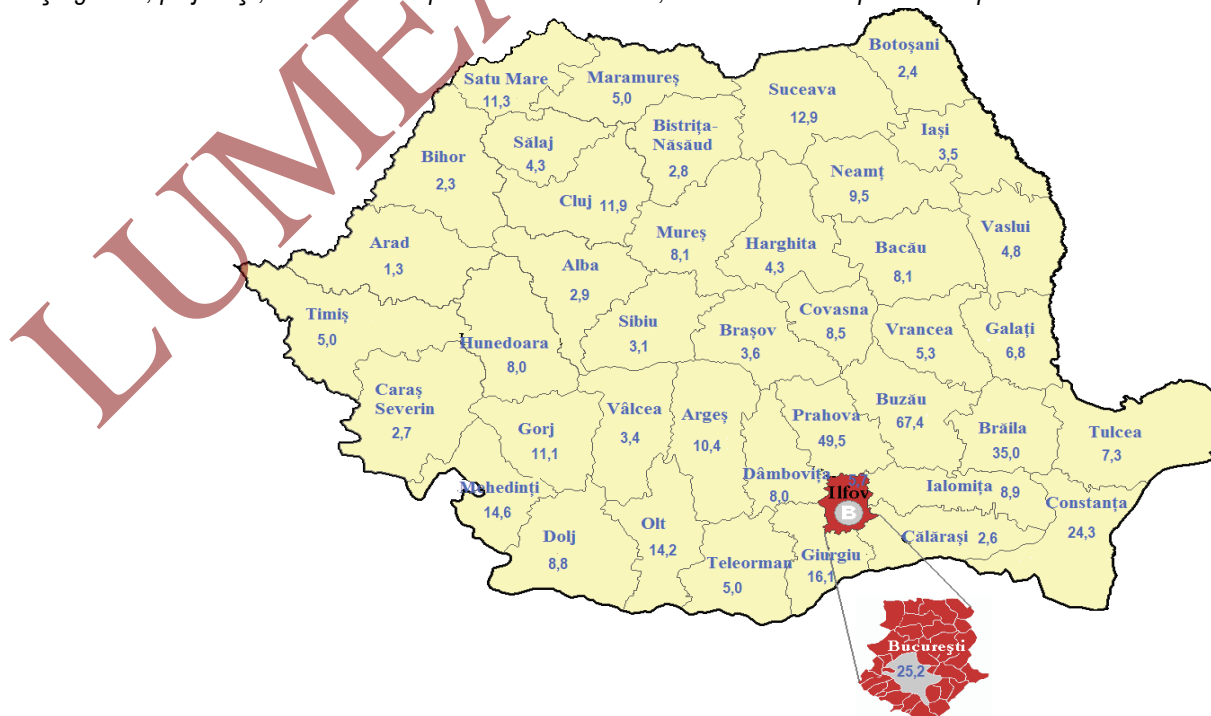 LUME
Botoșani
2,4
Satu Mare
11,3
Maramureș
5,0
Suceava
12,9
Bistrița-
Năsăud
2,8
Iași
3,5
Sălaj
4,3
Bihor
2,3
Neamț
9,5
Cluj 11,9
Vaslui
4,8
Mureș
8,1
Harghita
4,3
Bacău
8,1
Arad
1,3
Alba
2,9
Timiș
5,0
Hunedoara
8,0
Sibiu
3,1
Brașov
3,6
Covasna
8,5
Vrancea
5,3
Galați
6,8
Caraș
Severin
2,7
Gorj
11,1
Vâlcea
3,4
Argeș
10,4
Prahova
49,5
Buzău
67,4
Brăila
35,0
Tulcea
7,3
Mehedinți
14,6
Dâmbovița
8,0
Ilfov
B
Ialomița 8,9
Constanța
24,3
Dolj
8,8
Olt
14,2
Teleorman
5,0
Giurgiu
16,1
Călărași 2,6
București
25,2